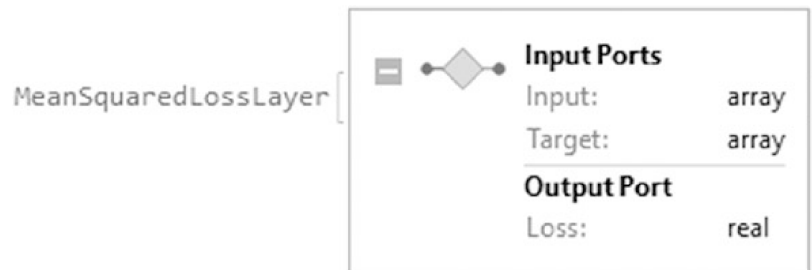 MeanSquaredLossLayer[
Input Ports
Input: array
Target: array
Output Port
Loss: real